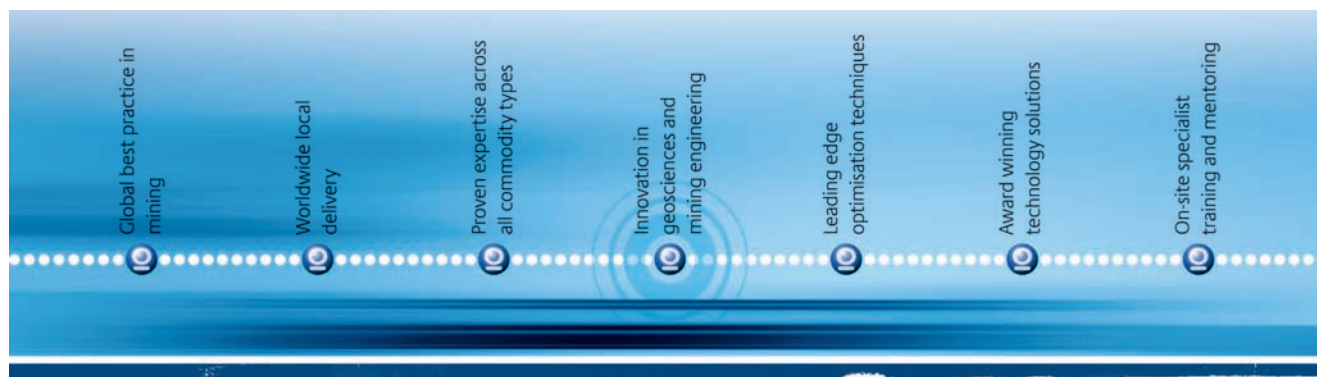 Global best practice in
mining
Worldwide local
delivery
Proven expertise across
all commodity types
Innovation in
geosciences and
mining engineering
Leading edge
optimisation techniques
Award winning
technology solutions
On-site specialist
training and mentoring